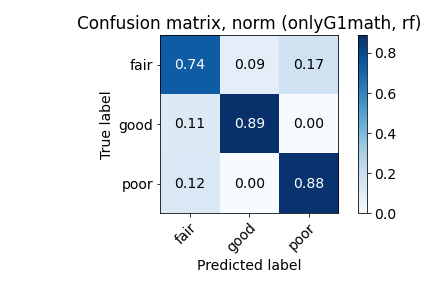 Confusion matrix, norm (onlyG1math, rf)
fair 0.74 0.09 0.17
good 0.11 0.89 0.00
poor 0.12 0.00 0.88
fair good poor
True label
Predicted label
0.8
0.6
0.4
0.2
0.0